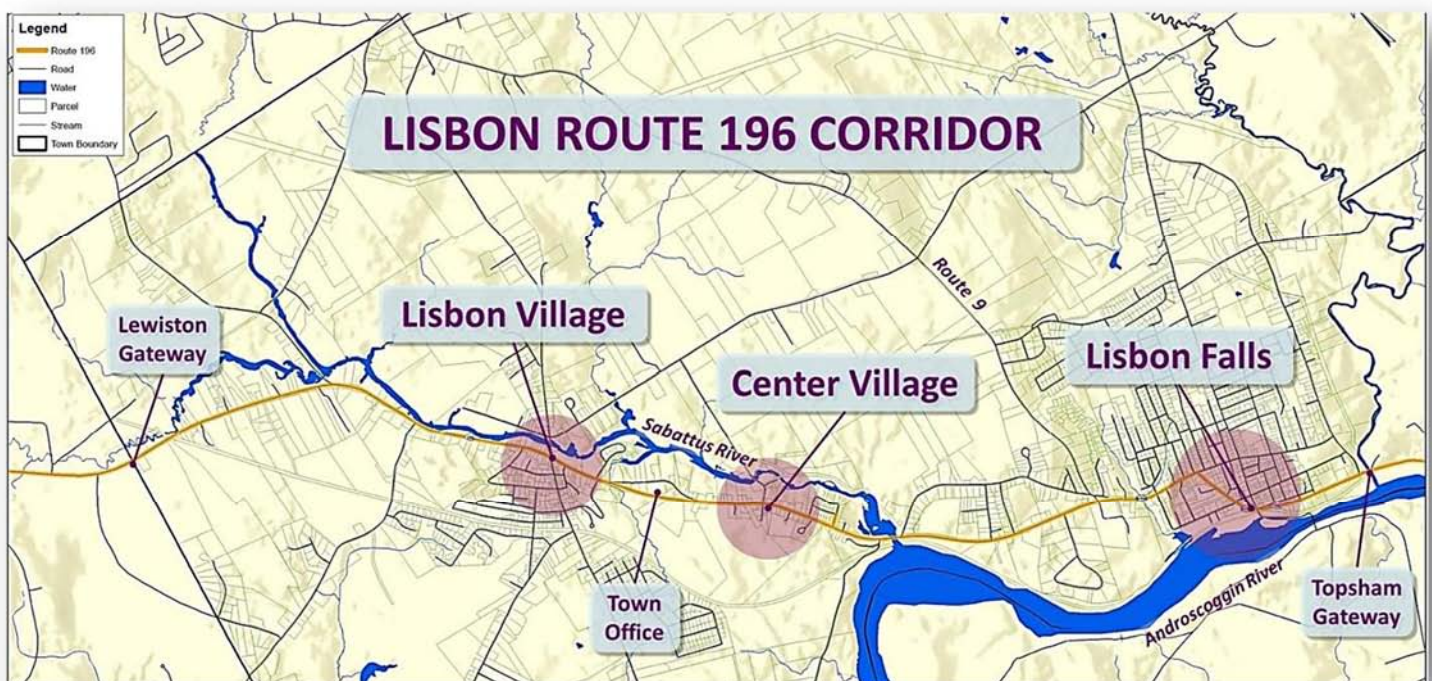 Legend
Route 196
Road
Water
Parcel
Stream
Town Boundary
LISBON ROUTE 196 CORRIDOR
Route 9
Lisbon Village
Lewiston
Gateway
Lisbon Falls
Center Village
Sabattus River
Town
Office
Androscoggin River
Topsham
Gateway